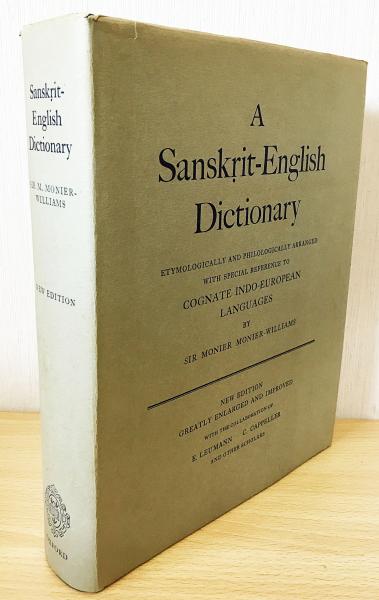 Sanskṛit-
English
Dictionary
SIR M. MONIER-
WILLIAMS
NEW EDITION
OXFORD
A
Sanskṛit-English
Dictionary
ETYMOLOGICALLY AND PHILOLOGICALLY ARRANGED
WITH SPECIAL REFERENCE TO
COGNATE INDO-EUROPEAN
LANGUAGES
BY
SIR MONIER MONIER-WILLIAMS
NEW EDITION
GREATLY ENLARGED AND IMPROVED
WITH THE COLLABORATION OF
E. LEUMANN C. CAPPELLER
AND OTHER SCHOLARS